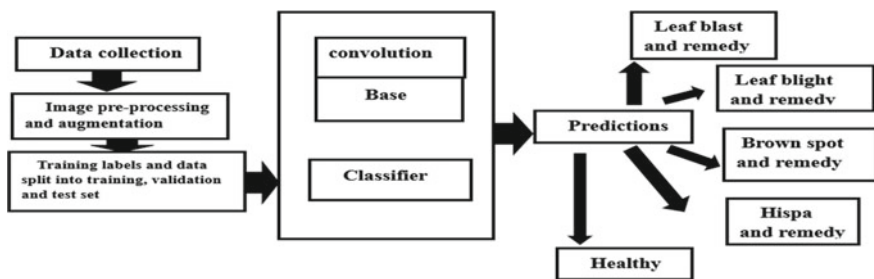 Data collection
Image pre-processing
and augmentation
Training labels and data
split into training, validation
and test set
convolution
Base
Classifier
Predictions
Leaf blast
and remedy
Leaf blight
and remedy
Brown spot
and remedy
Hispa
and remedy
Healthy